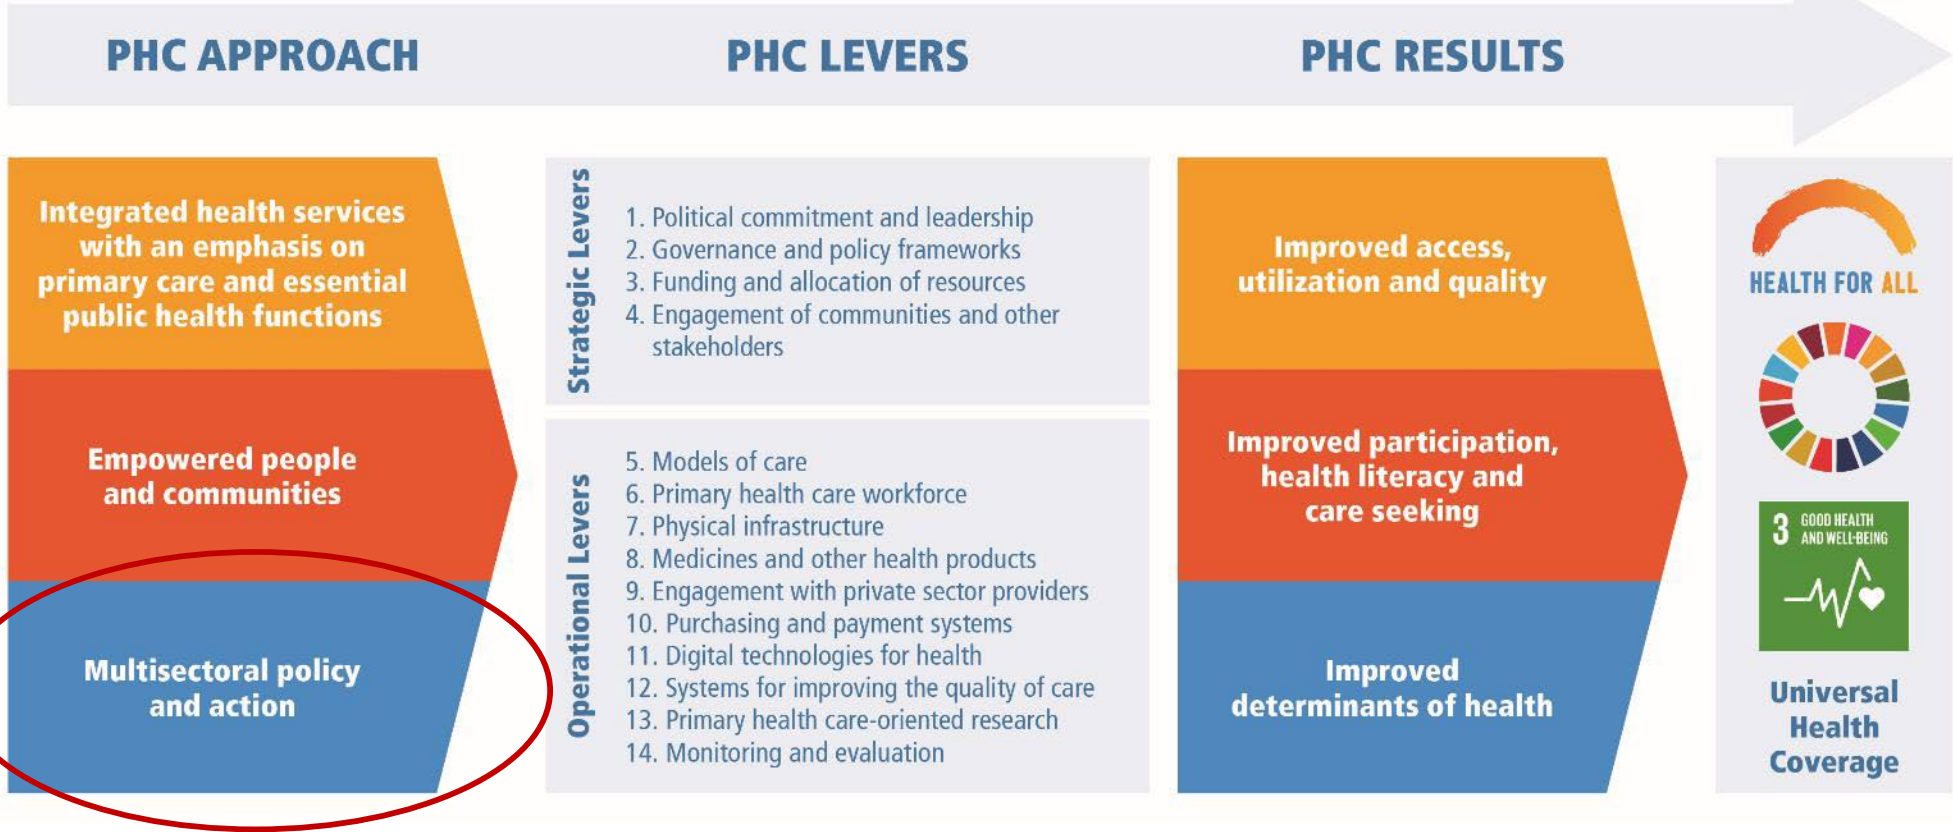 PHC APPROACH
PHC LEVERS
PHC RESULTS
Integrated health services
with an emphasis on
primary care and essential
public health functions
Empowered people
and communities
Multisectoral policy
and action
Strategic Levers
1. Political commitment and leadership
2. Governance and policy frameworks
3. Funding and allocation of resources
4. Engagement of communities and other
stakeholders
Operational Levers
5. Models of care
6. Primary health care workforce
7. Physical infrastructure
8. Medicines and other health products
9. Engagement with private sector providers
10. Purchasing and payment systems
11. Digital technologies for health
12. Systems for improving the quality of care
13. Primary health care-oriented research
14. Monitoring and evaluation
Improved access,
utilization and quality
Improved participation,
health literacy and
care seeking
Improved
determinants of health
HEALTH FOR ALL
3 GOOD HEALTH
AND WELL-BEING
Universal
Health
Coverage